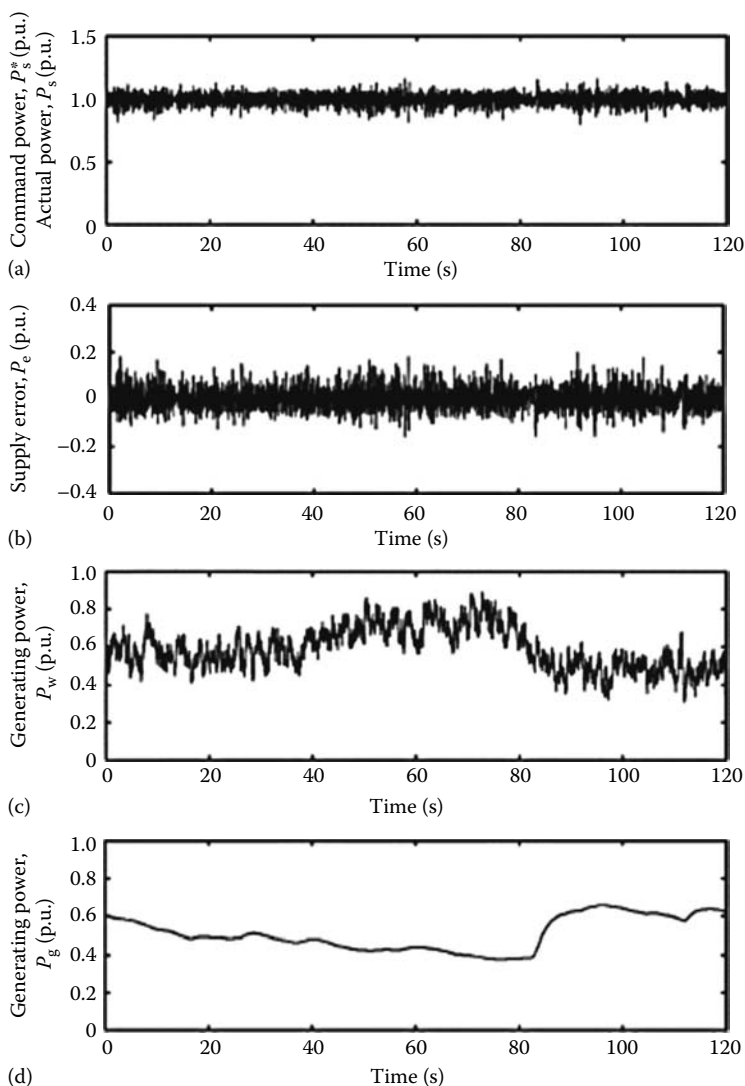 Command power, P*s (p.u.)
Actual power, Ps (p.u.)
1.5
1.0
0.5
0
0 20 40 60 80 100 120
Time (s)
(a)
Supply error, Pe (p.u.)
0.4
0.2
0
−0.2
−0.4
0 20 40 60 80 100 120
Time (s)
(b)
Generating power,
Pw (p.u.)
1.0
0.8
0.6
0.4
0.2
0
0 20 40 60 80 100 120
Time (s)
(c)
Generating power,
Pg (p.u.)
1.0
0.8
0.6
0.4
0.2
0
0 20 40 60 80 100 120
Time (s)
(d)